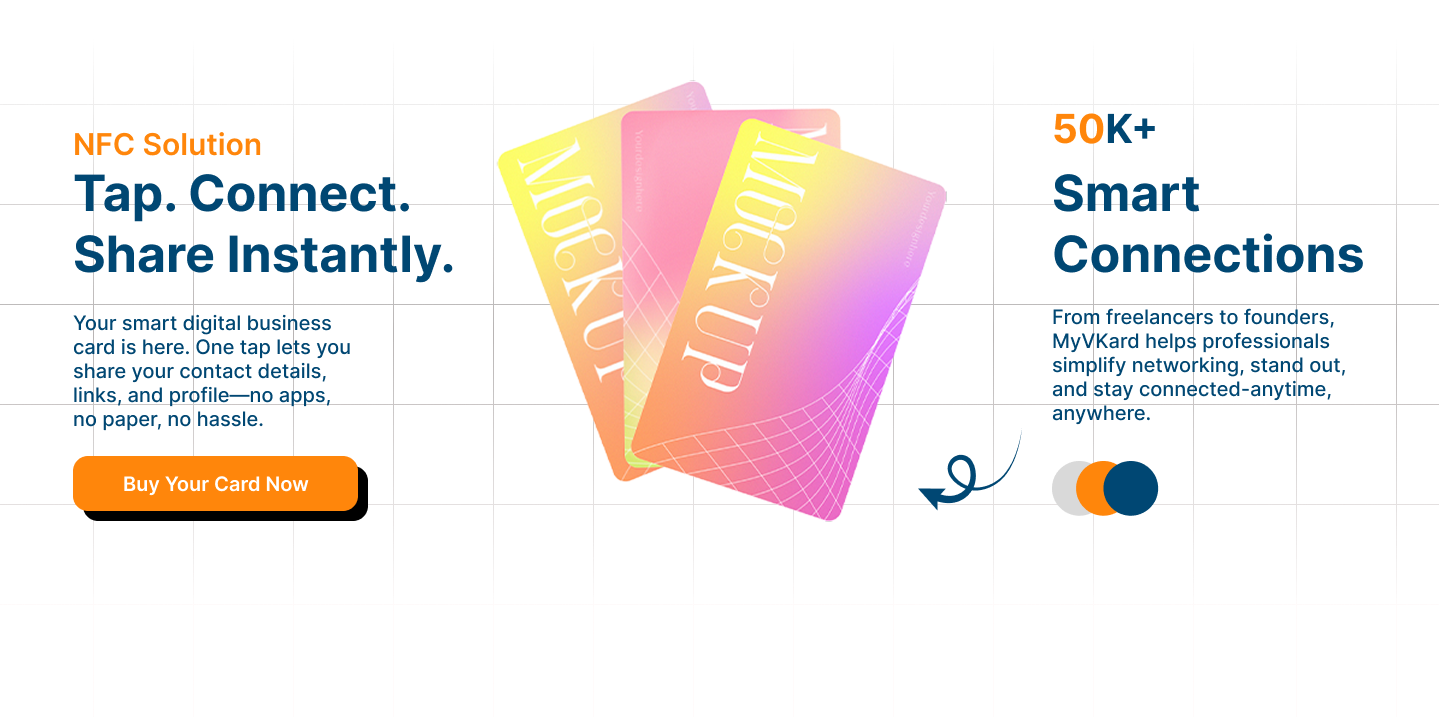 NFC Solution
Tap. Connect.
Share Instantly.
Your smart digital business
card is here. One tap lets you
share your contact details,
links, and profile—no apps,
no paper, no hassle.
Buy Your Card Now
MOCKUP
Yourdesignhere
MOCKUP
Yourdesignhere
50K+
Smart
Connections
From freelancers to founders,
MyVKard helps professionals
simplify networking, stand out,
and stay connected-anytime,
anywhere.